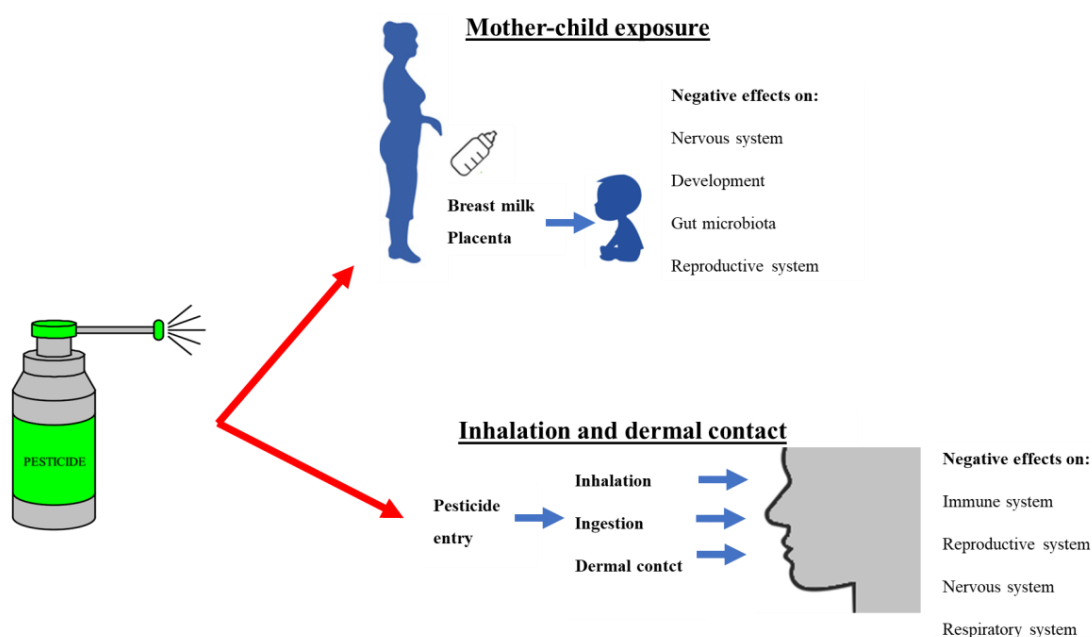 Mother-child exposure
Negative effects on:
Nervous system
Development
Gut microbiota
Reproductive system
Breast milk
Placenta
PESTICIDE
Inhalation and dermal contact
Pesticide
entry
Inhalation
Ingestion
Dermal contct
Negative effects on:
Immune system
Reproductive system
Nervous system
Respiratory system